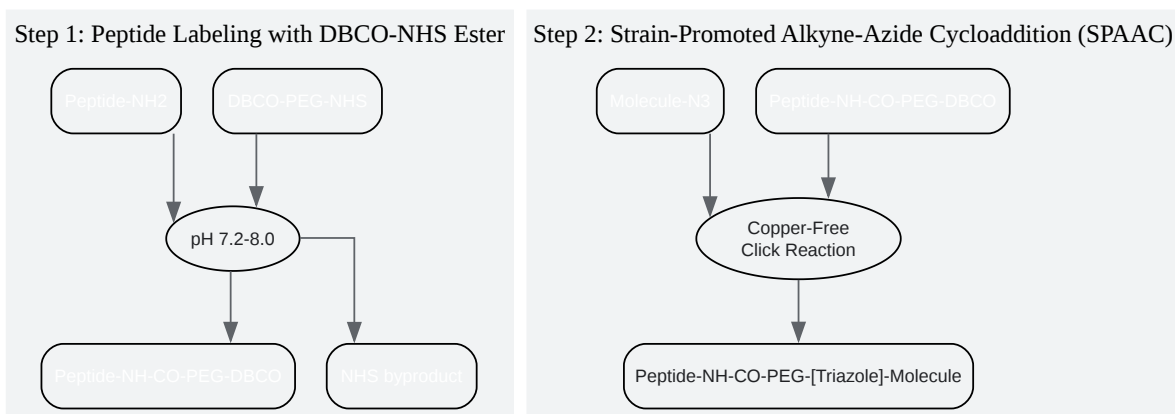 Step 1: Peptide Labeling with DBCO-NHS Ester
Peptide-NH2
DBCO-PEG-NHS
pH 7.2-8.0
Peptide-NH-CO-PEG-DBCO
NHS byproduct
Step 2: Strain-Promoted Alkyne-Azide Cycloaddition (SPAAC)
Molecule-N3
Peptide-NH-CO-PEG-DBCO
Copper-Free
Click Reaction
Peptide-NH-CO-PEG-[Triazole]-Molecule